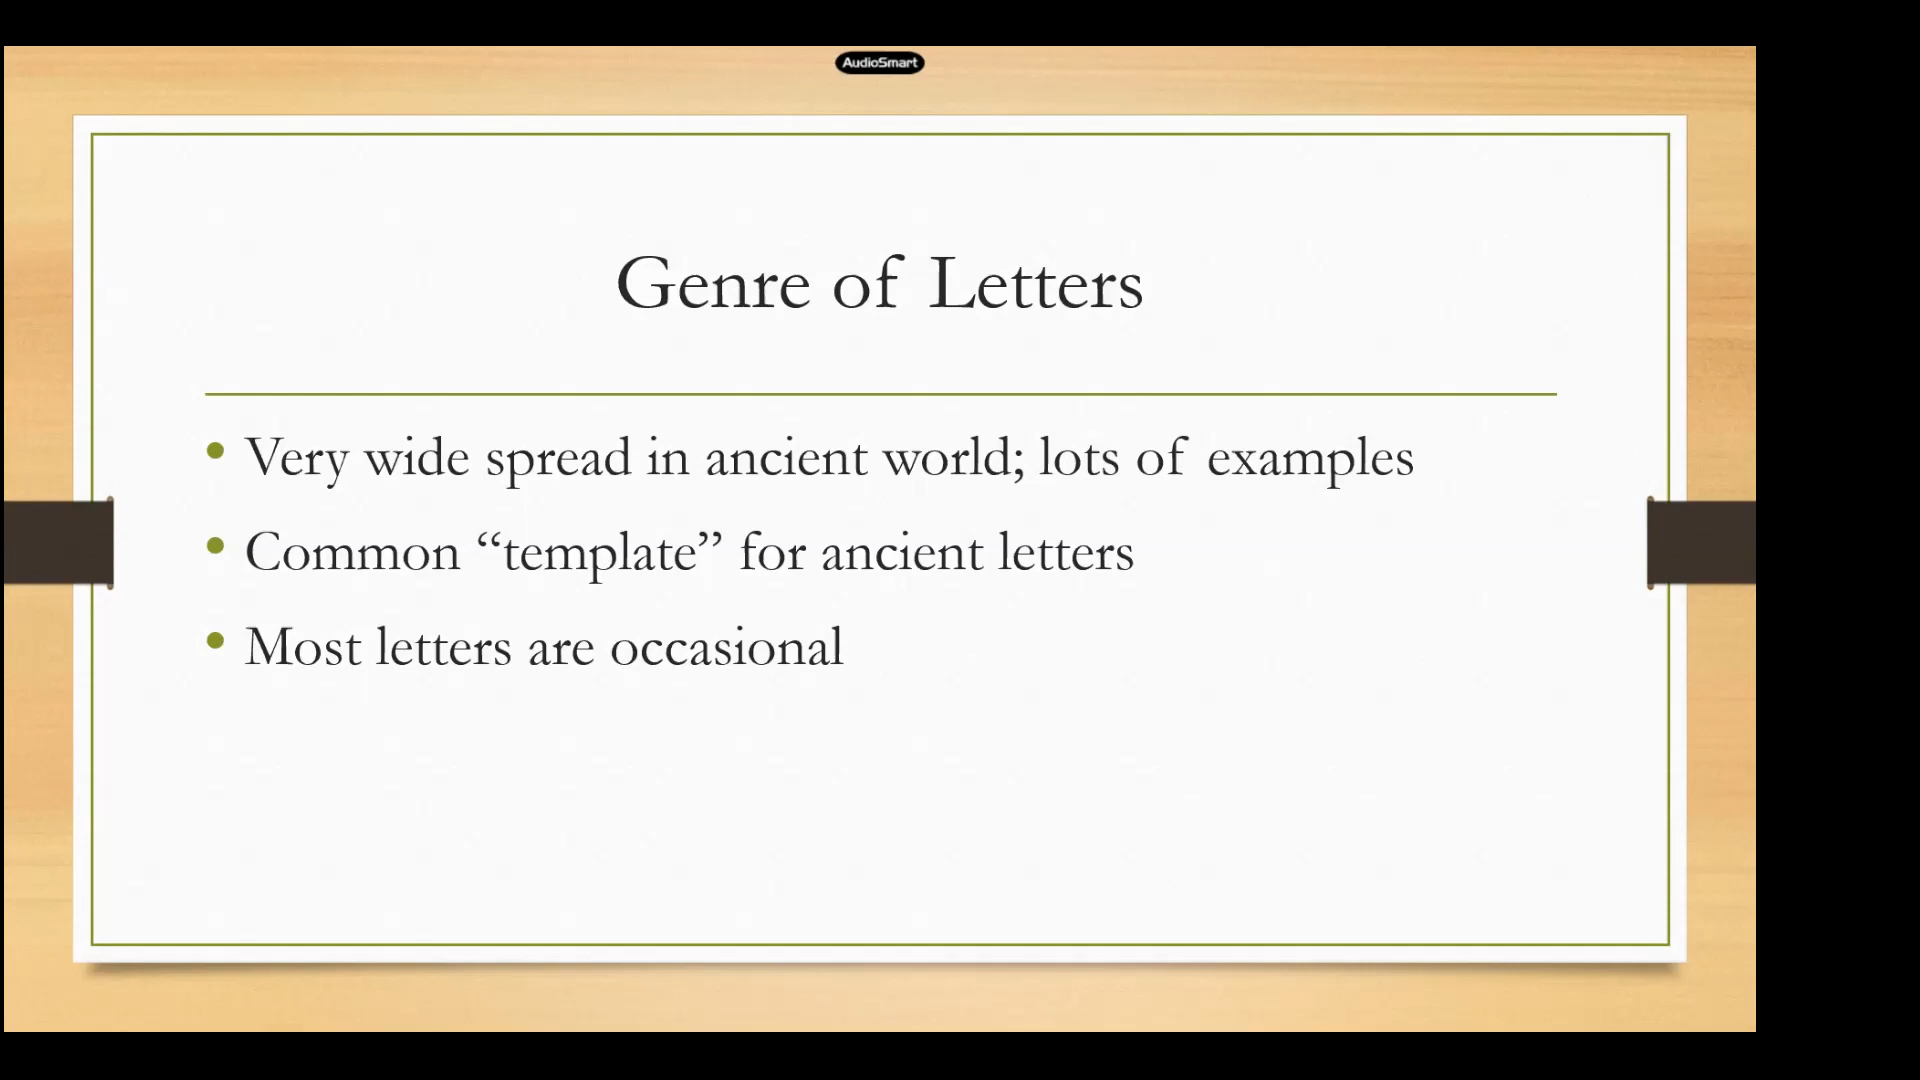 AudioSmart
Genre of Letters
• Very wide spread in ancient world; lots of examples
• Common “template” for ancient letters
• Most letters are occasional